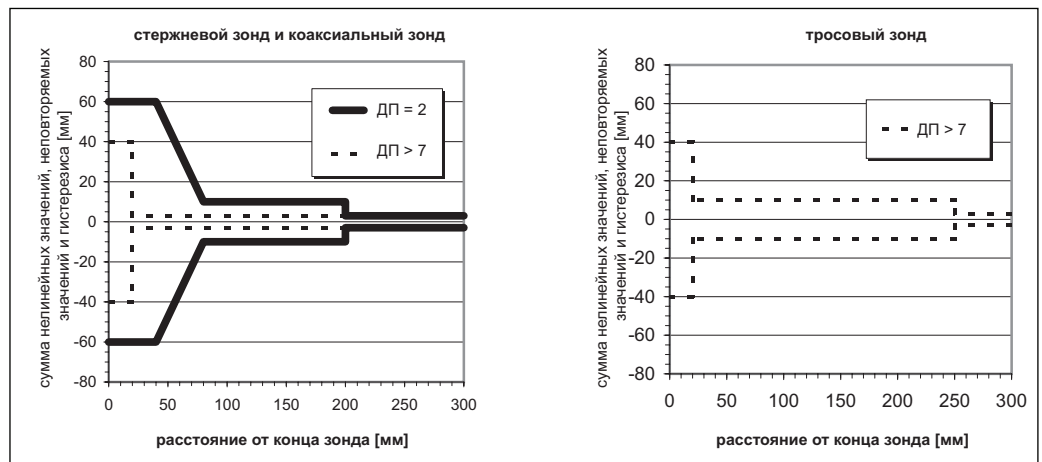 стержневой зонд и коаксиальный зонд
сумма нелинейных значений, неповторяемых
значений и гистерезиса [мм]
80
60
40
20
0
-20
-40
-60
-80
ДП = 2
ДП > 7
0 50 100 150 200 250 300
расстояние от конца зонда [мм]
тросовый зонд
сумма нелинейных значений, неповторяемых
значений и гистерезиса [мм]
80
60
40
20
0
-20
-40
-60
-80
ДП > 7
0 50 100 150 200 250 300
расстояние от конца зонда [мм]